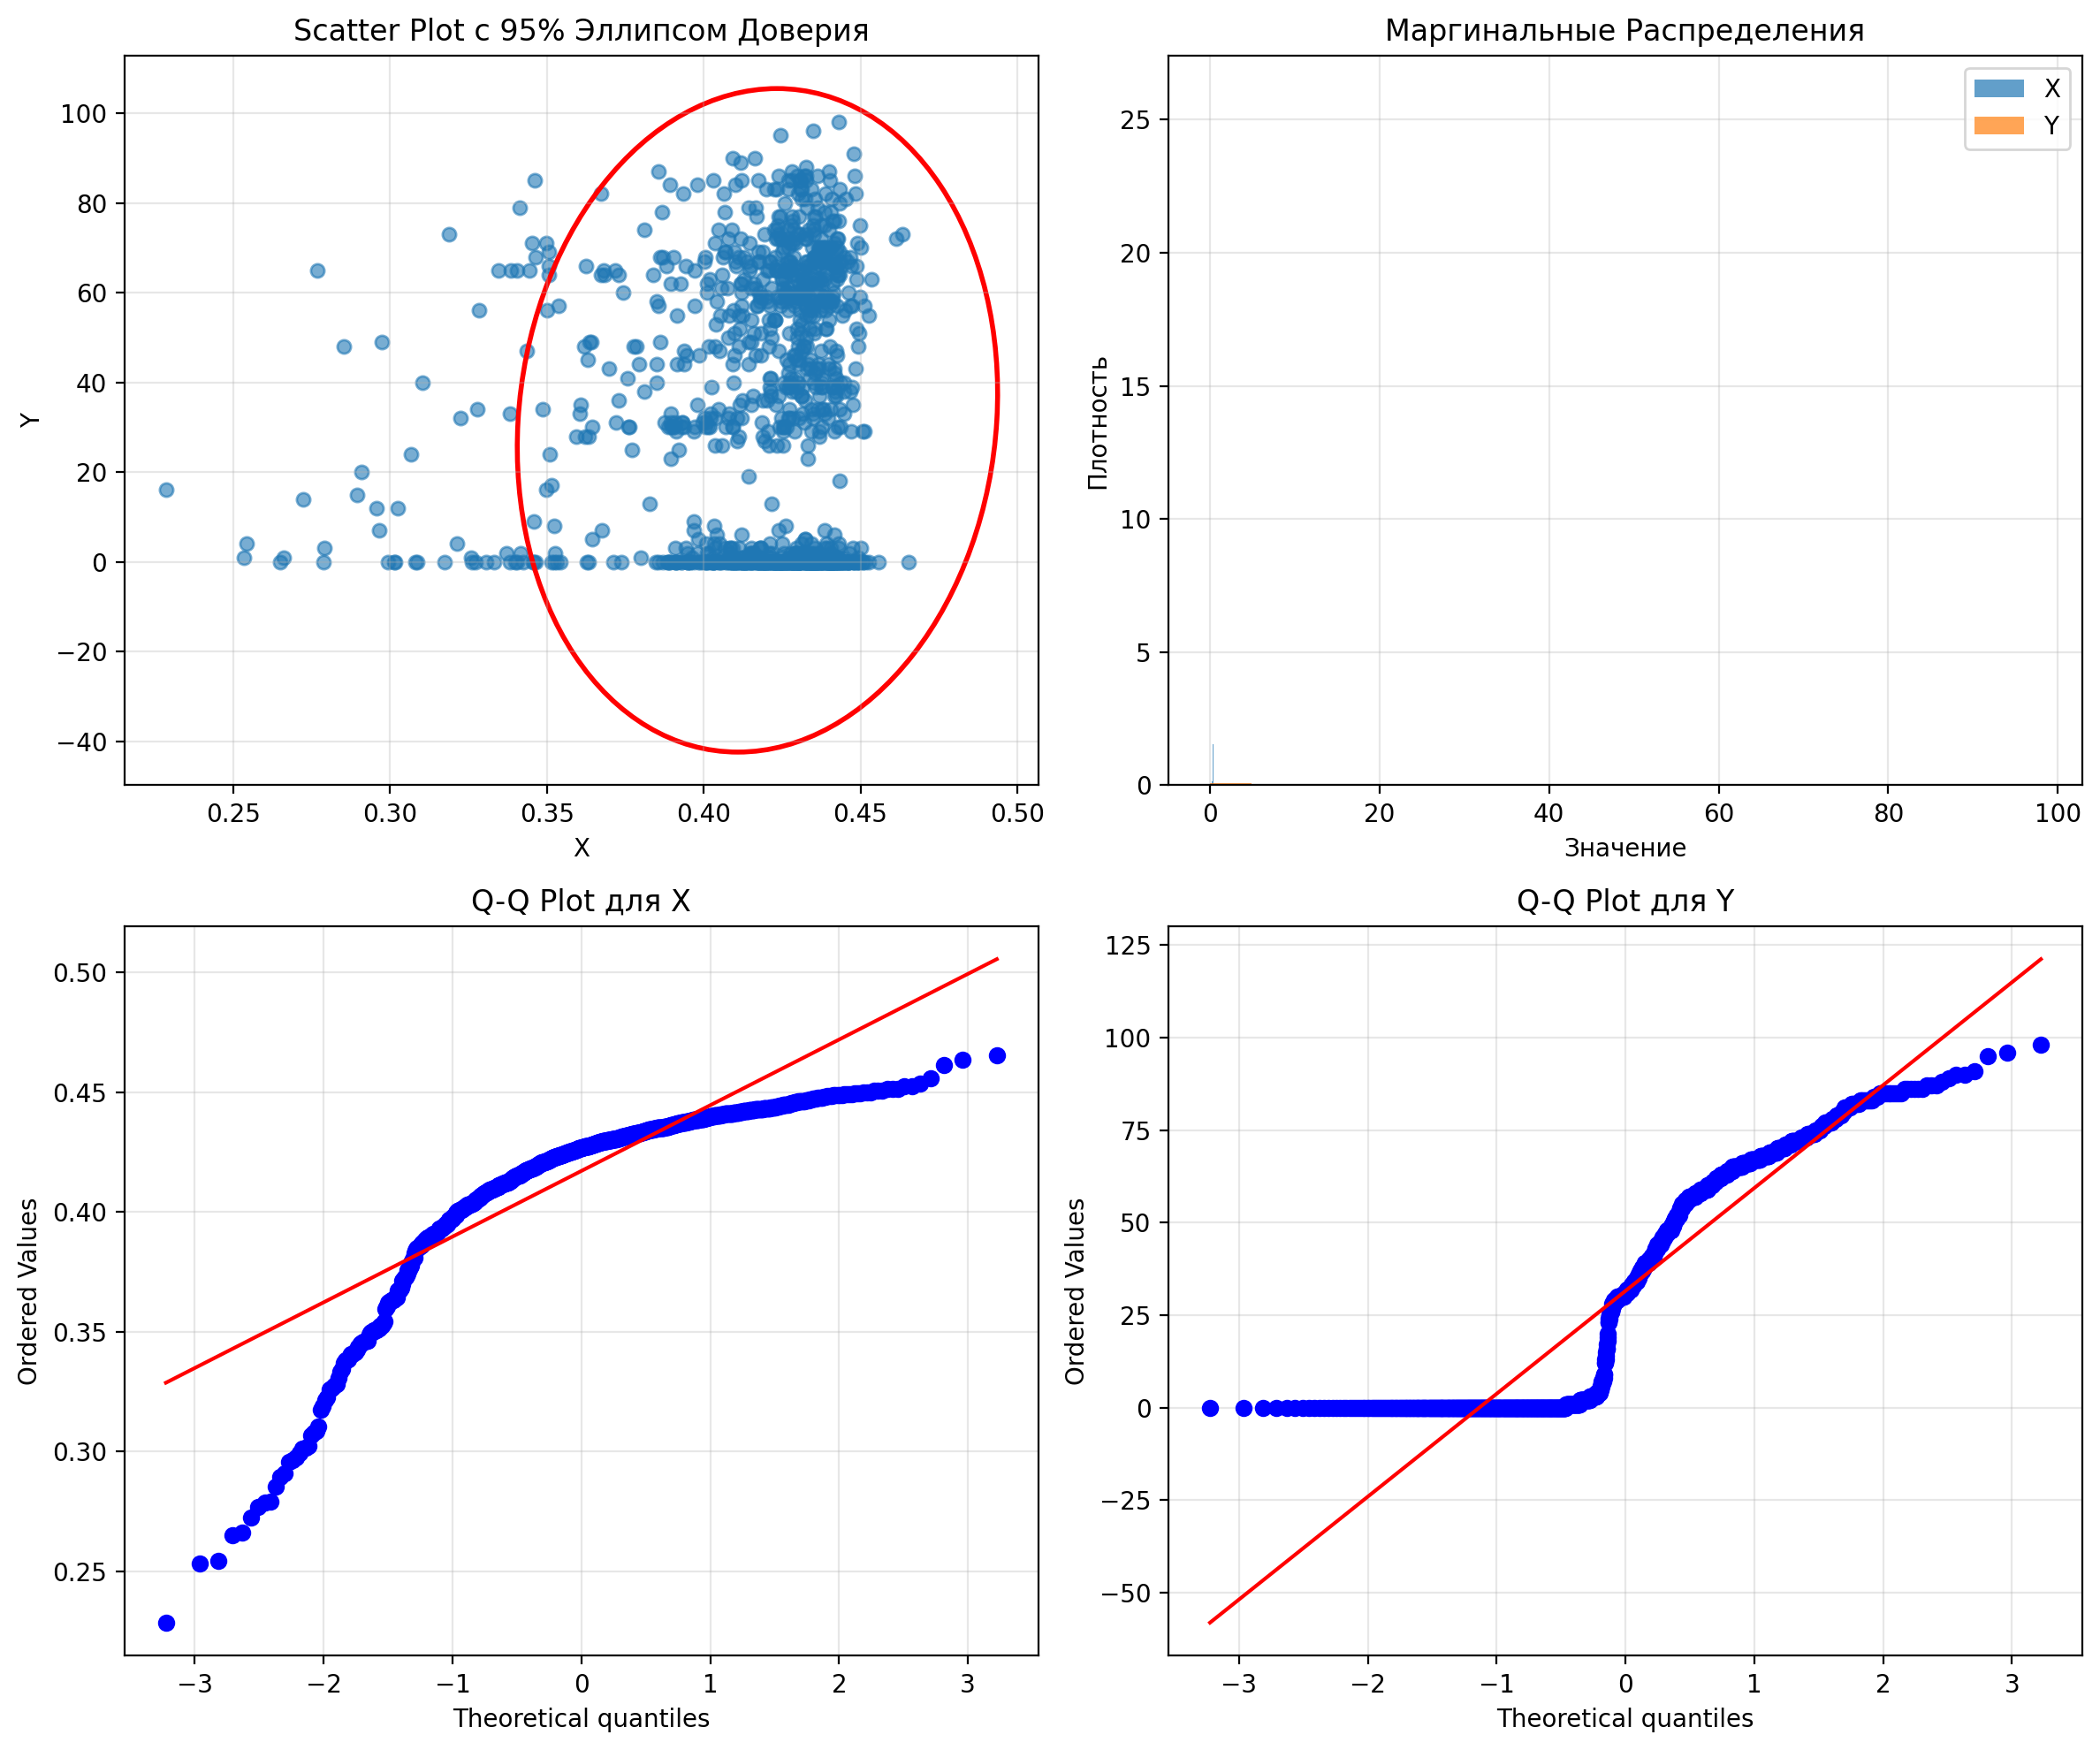 Scatter Plot с 95% Эллипсом Доверия
100
80
60
40
20
0
−20
−40
Y
0.25 0.30 0.35 0.40 0.45 0.50
X
Маргинальные Распределения
X
Y
25
20
15
10
5
0
Плотность
0 20 40 60 80 100
Значение
Q-Q Plot для X
0.50
0.45
0.40
0.35
0.30
0.25
Ordered Values
−3 −2 −1 0 1 2 3
Theoretical quantiles
Q-Q Plot для Y
125
100
75
50
25
0
−25
−50
Ordered Values
−3 −2 −1 0 1 2 3
Theoretical quantiles